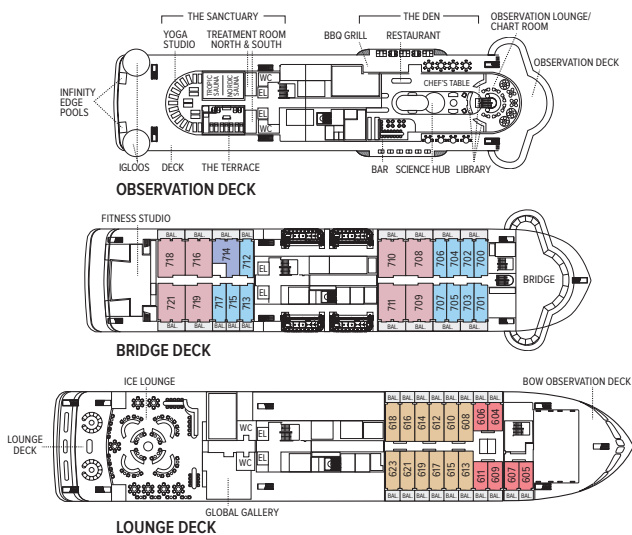 THE SANCTUARY
THE DEN
OBSERVATION LOUNGE/
CHART ROOM
YOGA
STUDIO
TREATMENT ROOM
NORTH & SOUTH
BBQ GRILL
RESTAURANT
OBSERVATION DECK
WC
TROPIC
SAUNA
NORDIC
SAUNA
EL
CHEF'S TABLE
INFINITY
EDGE
POOLS
EL
WC
IGLOOS
DECK
THE TERRACE
BAR
SCIENCE HUB
LIBRARY
OBSERVATION DECK
FITNESS STUDIO
BAL. BAL. BAL. BAL. BAL. BAL. BAL. BAL. BAL. BAL.
718 716 714 712 710 708 706 704 702 700
EL
EL
BRIDGE
721 719 717 715 713 711 709 707 705 703 701
BAL. BAL. BAL. BAL. BAL. BAL. BAL. BAL. BAL. BAL. BAL.
BRIDGE DECK
ICE LOUNGE
BOW OBSERVATION DECK
BAL. BAL. BAL. BAL. BAL. BAL. BAL. BAL.
618 616 614 612 610 608 606 604
WC
EL
LOUNGE
DECK
WC
EL
623 621 619 617 615 613 611 609 607 605
BAL. BAL. BAL. BAL. BAL. BAL. BAL. BAL. BAL. BAL.
GLOBAL GALLERY
LOUNGE DECK